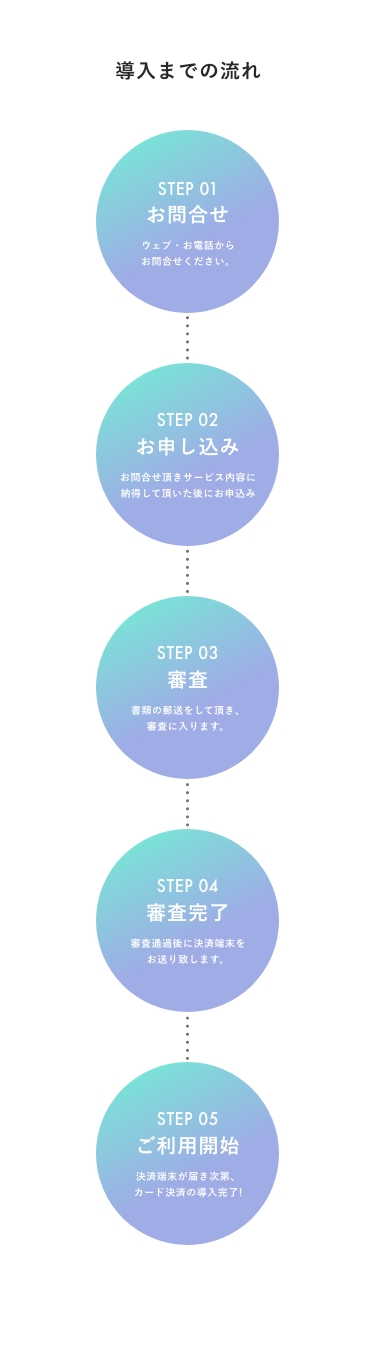 導入までの流れ
STEP 01
お問合せ
ウェブ・お電話から
お問合せください。
STEP 02
お申し込み
お問合せ頂きサービス内容に
納得して頂いた後にお申込み
STEP 03
審査
書類の郵送をして頂き、
審査に入ります。
STEP 04
審査完了
審査通過後に決済端末を
お送り致します。
STEP 05
ご利用開始
決済端末が届き次第、
カード決済の導入完了!